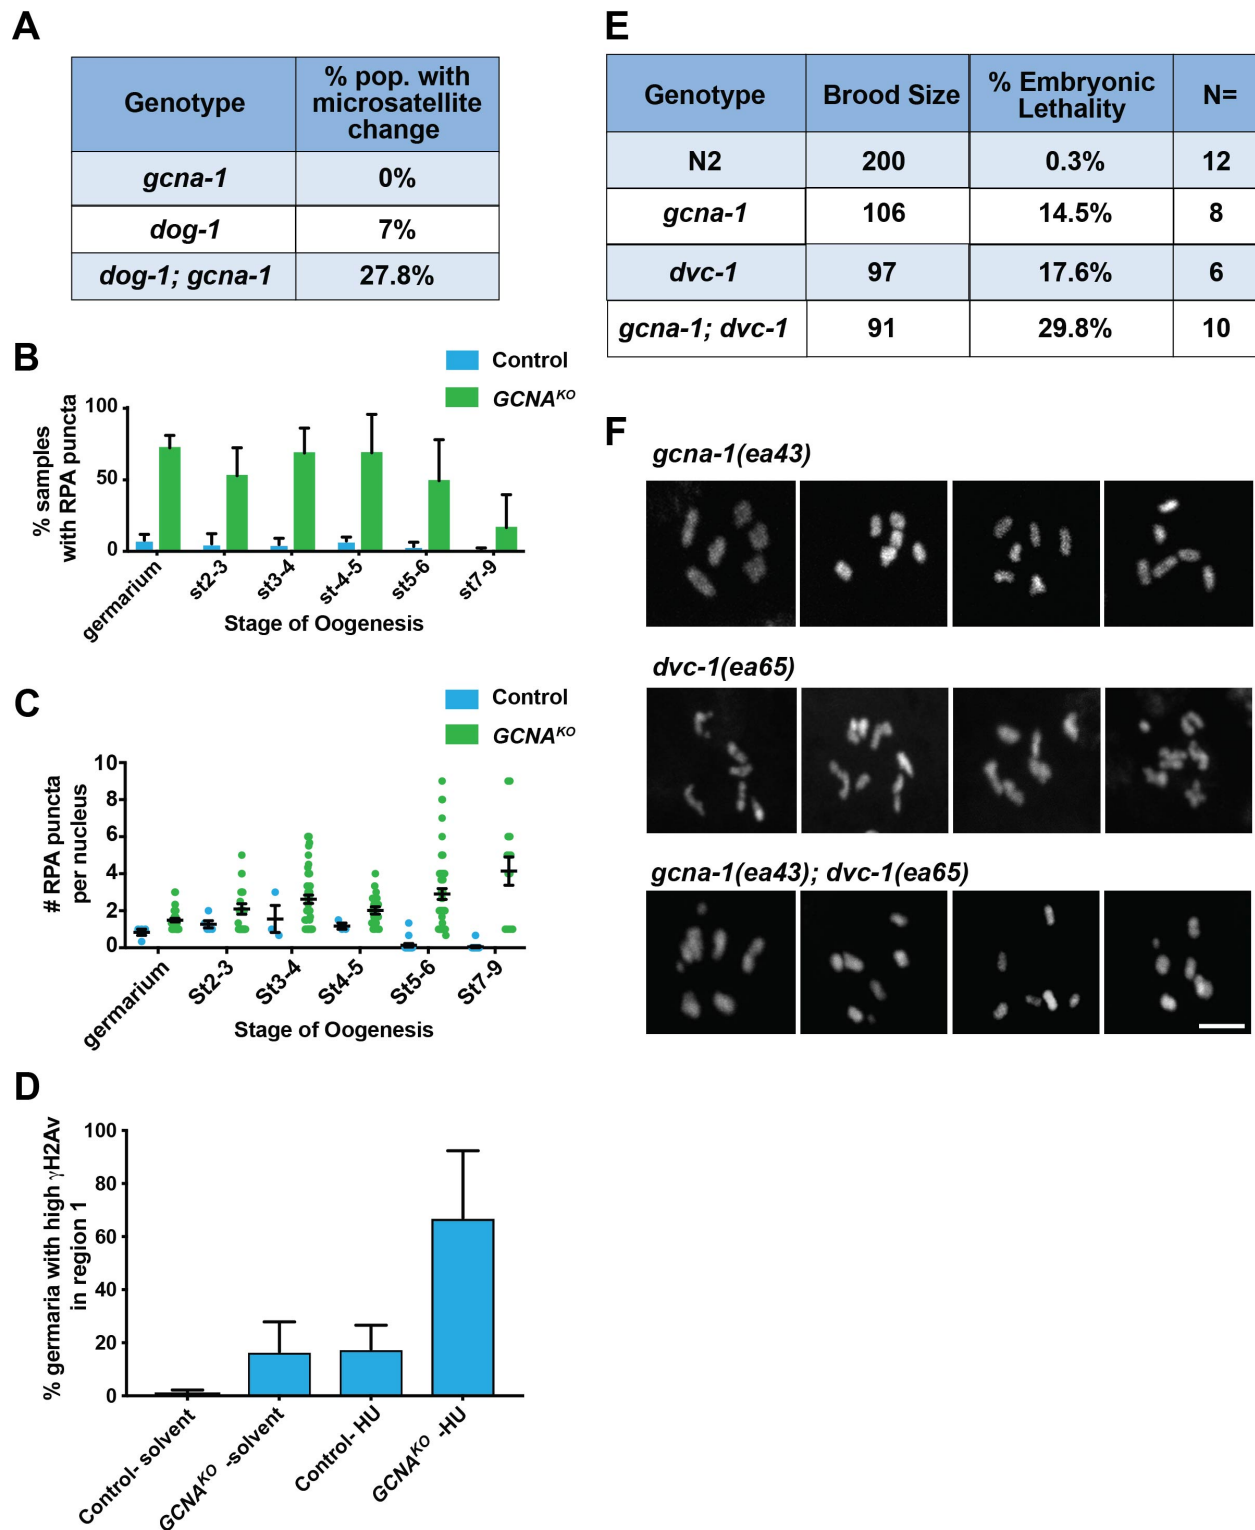 A
Genotype
% pop. with
microsatellite
change
gcna-1
0%
dog-1
7%
dog-1; gcna-1
27.8%
B
Control
GCNAKO
% samples
with RPA puncta
100
50
0
germarium
st2-3
st3-4
st-4-5
st5-6
st7-9
Stage of Oogenesis
C
Control
GCNAKO
# RPA puncta
per nucleus
10
8
6
4
2
0
germarium
St2-3
St3-4
St4-5
St5-6
St7-9
Stage of Oogenesis
D
% germaria with high γH2Av
in region 1
100
80
60
40
20
0
Control- solvent
GCNAKO -solvent
Control- HU
GCNAKO -HU
E
Genotype
Brood Size
% Embryonic
Lethality
N=
N2
200
0.3%
12
gcna-1
106
14.5%
8
dvc-1
97
17.6%
6
gcna-1; dvc-1
91
29.8%
10
F
gcna-1(ea43)
dvc-1(ea65)
gcna-1(ea43); dvc-1(ea65)